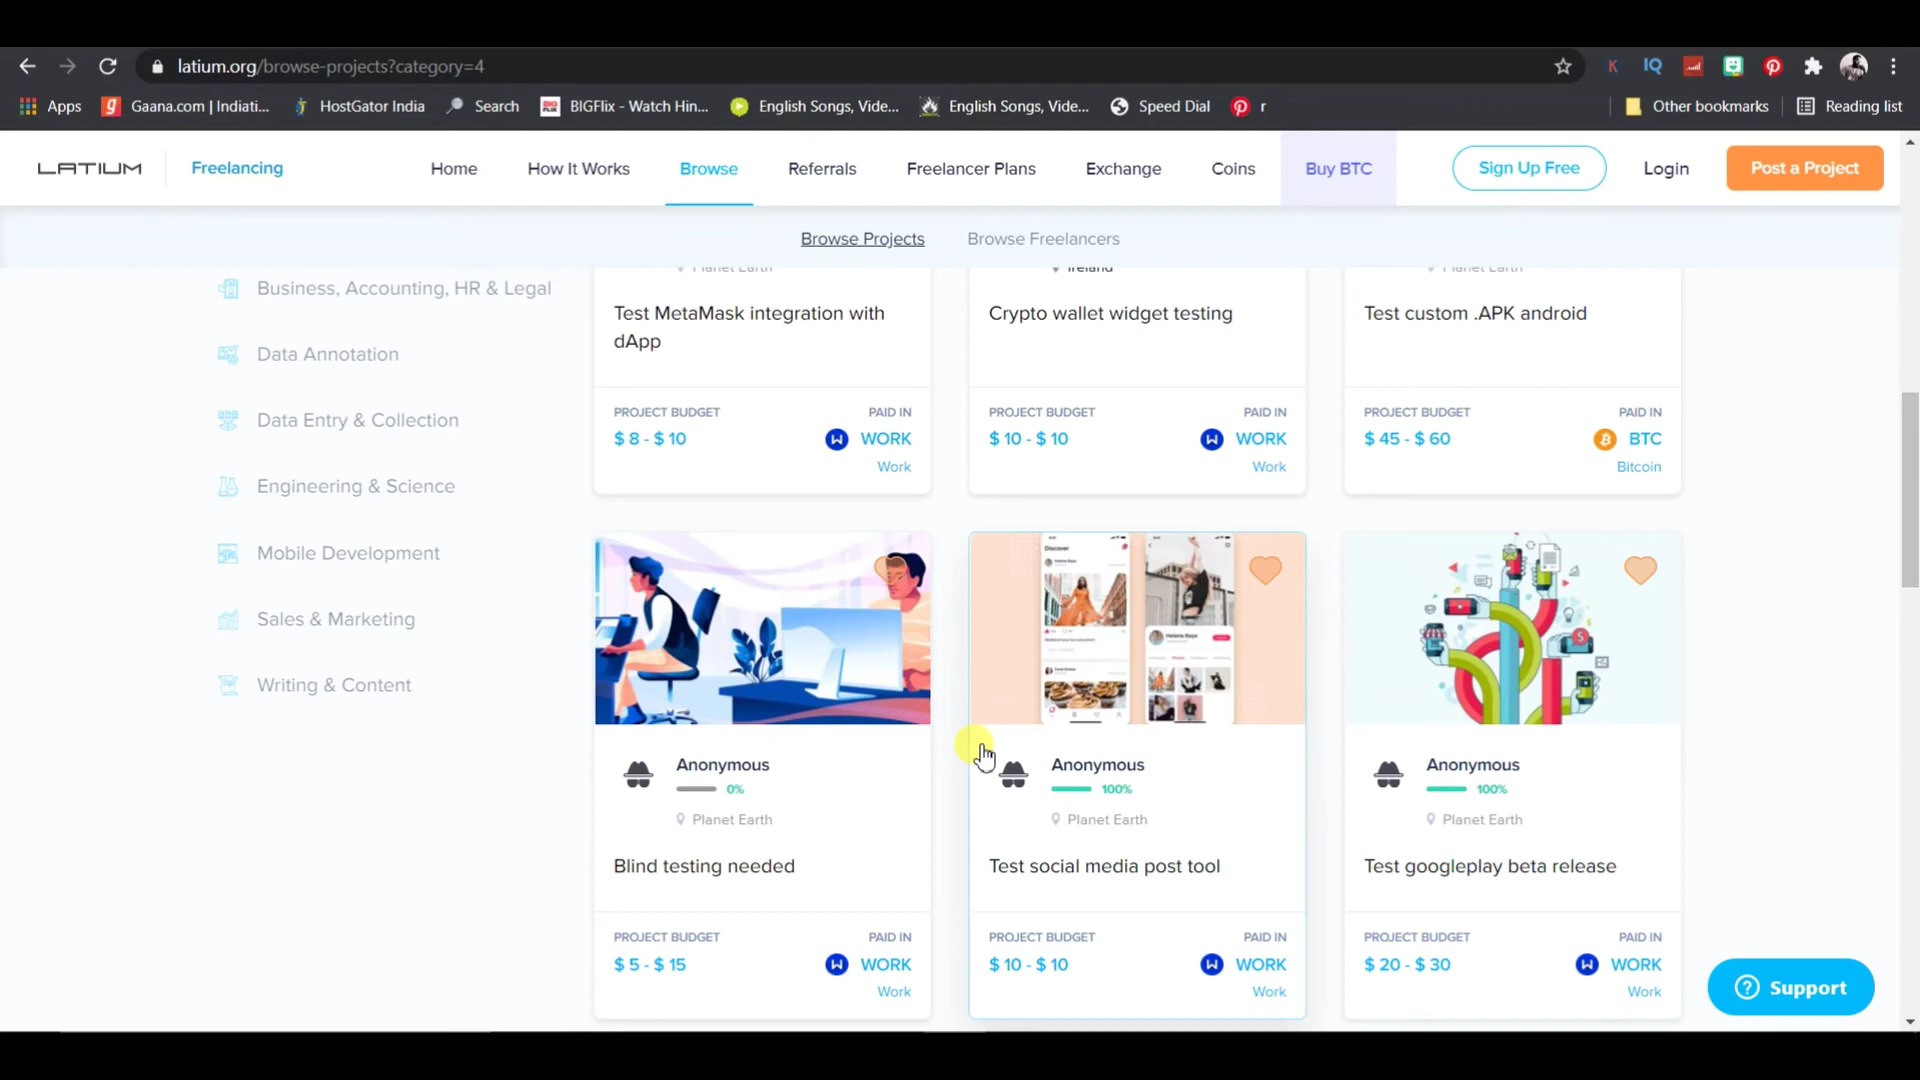 latium.org/browse-projects?category=4
Apps
Gaana.com | Indiati...
HostGator India
Search
BIGFlix - Watch Hin...
English Songs, Vide...
English Songs, Vide...
Speed Dial
r
Other bookmarks
Reading list
LATIUM
Freelancing
Home
How It Works
Browse
Referrals
Freelancer Plans
Exchange
Coins
Buy BTC
Sign Up Free
Login
Post a Project
Browse Projects
Browse Freelancers
Business, Accounting, HR & Legal
Data Annotation
Data Entry & Collection
Engineering & Science
Mobile Development
Sales & Marketing
Writing & Content
Planet Earth
Ireland
Planet Earth
Test MetaMask integration with
dApp
Crypto wallet widget testing
Test custom .APK android
PROJECT BUDGET
PAID IN
$ 8 - $ 10
WORK
Work
PROJECT BUDGET
PAID IN
$ 10 - $ 10
WORK
Work
PROJECT BUDGET
PAID IN
$ 45 - $ 60
BTC
Bitcoin
Discover
Anonymous
0%
Planet Earth
Blind testing needed
PROJECT BUDGET
PAID IN
$ 5 - $ 15
WORK
Work
Anonymous
100%
Planet Earth
Test social media post tool
PROJECT BUDGET
PAID IN
$ 10 - $ 10
WORK
Work
Anonymous
100%
Planet Earth
Test googleplay beta release
PROJECT BUDGET
PAID IN
$ 20 - $ 30
WORK
Work
Support